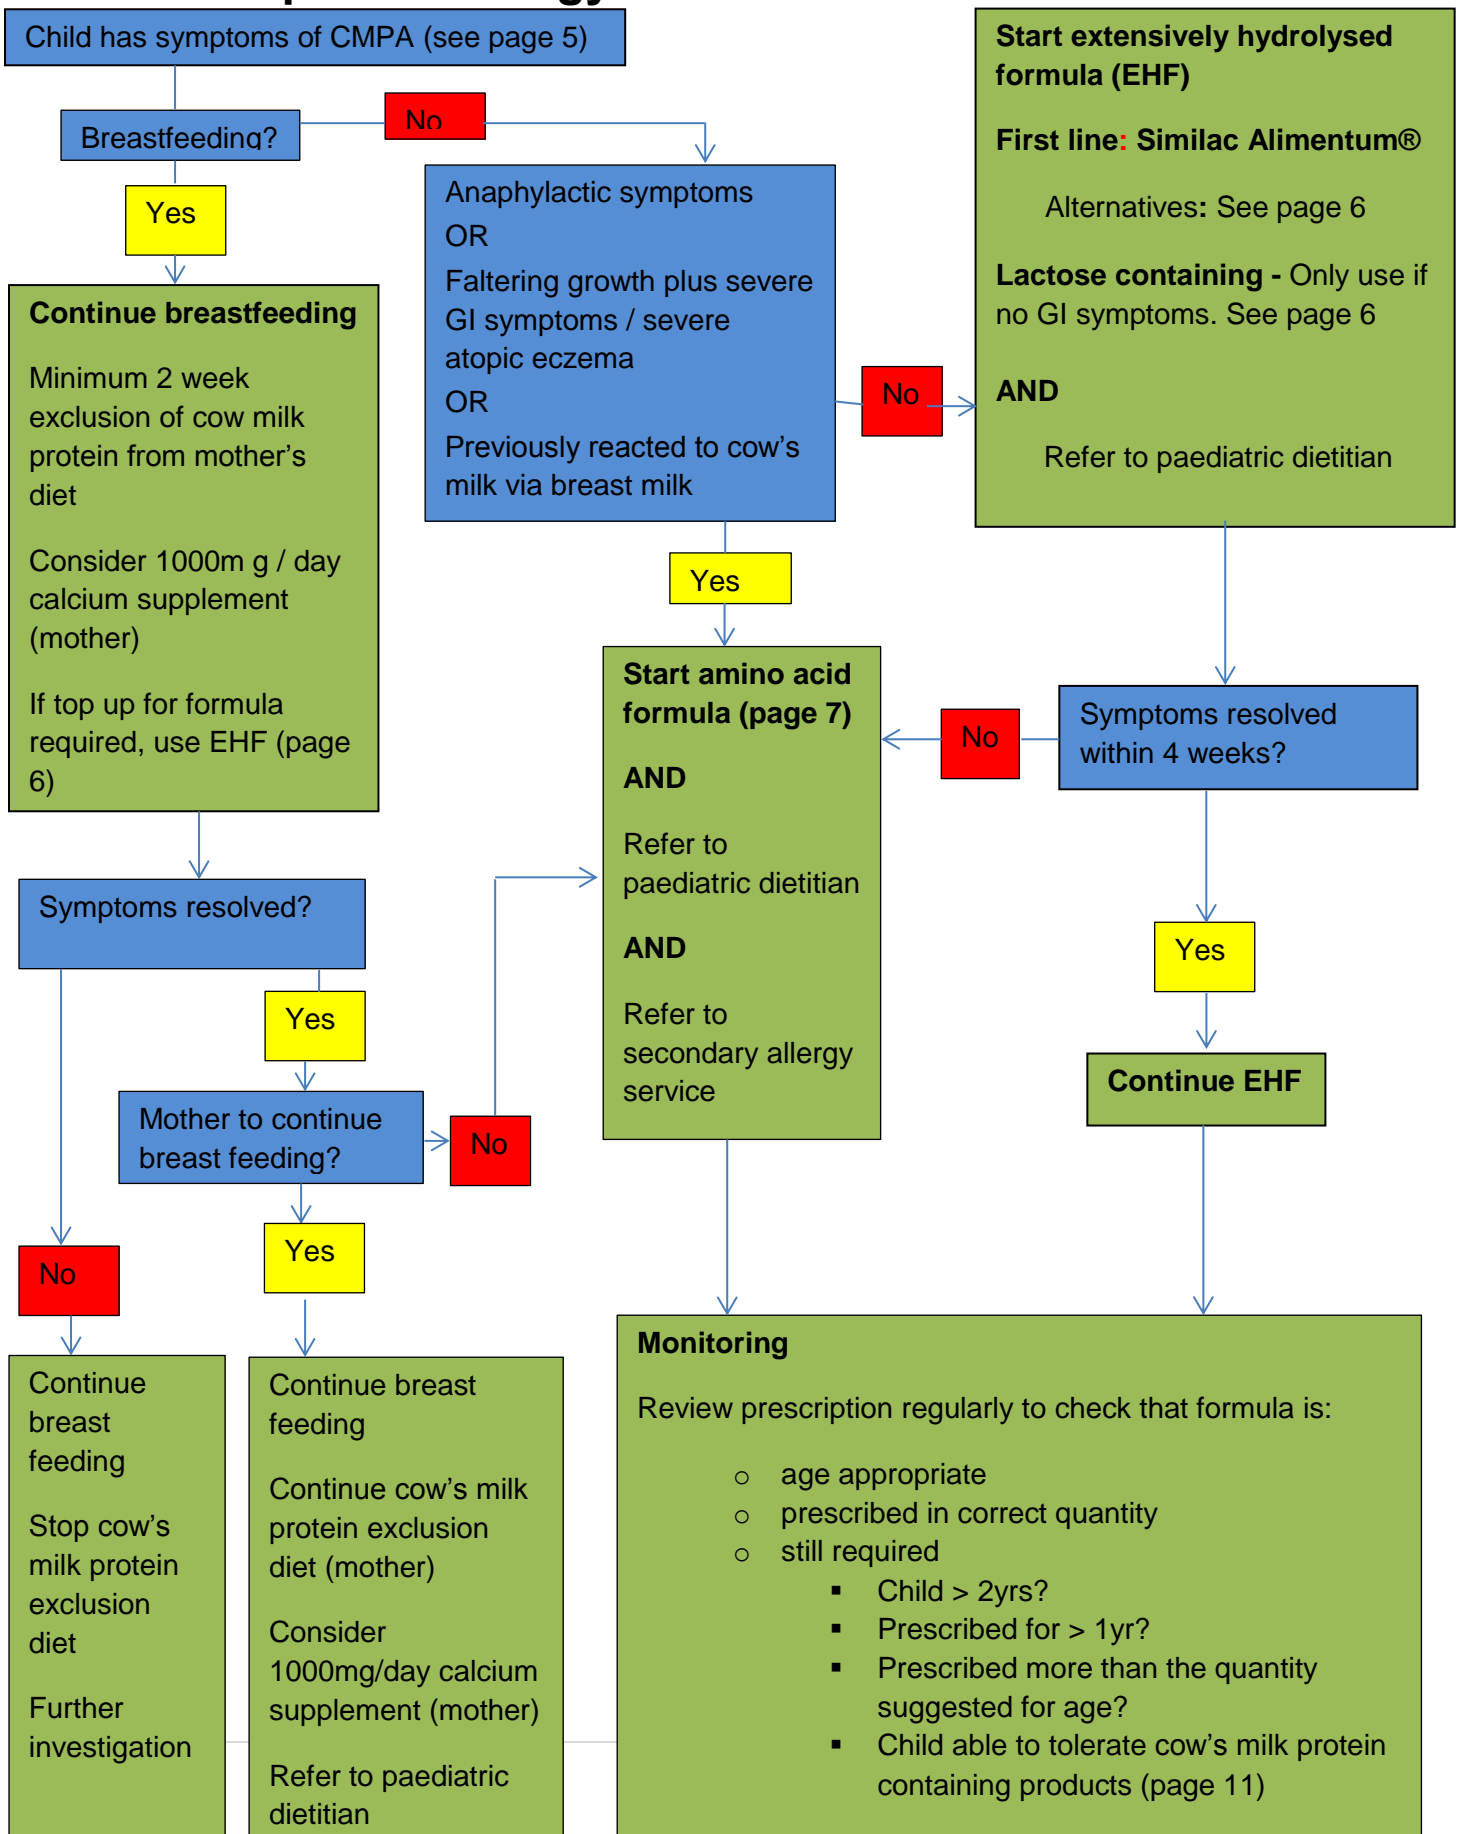 Child has symptoms of CMPA (see page 5)
Breastfeeding?
No
Yes
Continue breastfeeding
Minimum 2 week
exclusion of cow milk
protein from mother's
diet
Consider 1000m g / day
calcium supplement
(mother)
If top up for formula
required, use EHF (page
6)
Anaphylactic symptoms
OR
Faltering growth plus severe
GI symptoms / severe
atopic eczema
OR
Previously reacted to cow's
milk via breast milk
No
Yes
Start extensively hydrolysed
formula (EHF)
First line: Similac Alimentum®
Alternatives: See page 6
Lactose containing - Only use if
no GI symptoms. See page 6
AND
Refer to paediatric dietitian
Symptoms resolved
within 4 weeks?
No
Yes
Continue EHF
Start amino acid
formula (page 7)
AND
Refer to
paediatric dietitian
AND
Refer to
secondary allergy
service
Symptoms resolved?
Yes
Mother to continue
breast feeding?
No
Yes
No
Continue
breast
feeding
Stop cow's
milk protein
exclusion
diet
Further
investigation
Continue breast
feeding
Continue cow's milk
protein exclusion
diet (mother)
Consider
1000mg/day calcium
supplement (mother)
Refer to paediatric
dietitian
Monitoring
Review prescription regularly to check that formula is:
o age appropriate
o prescribed in correct quantity
o still required
▪ Child > 2yrs?
▪ Prescribed for > 1yr?
▪ Prescribed more than the quantity
suggested for age?
▪ Child able to tolerate cow's milk protein
containing products (page 11)